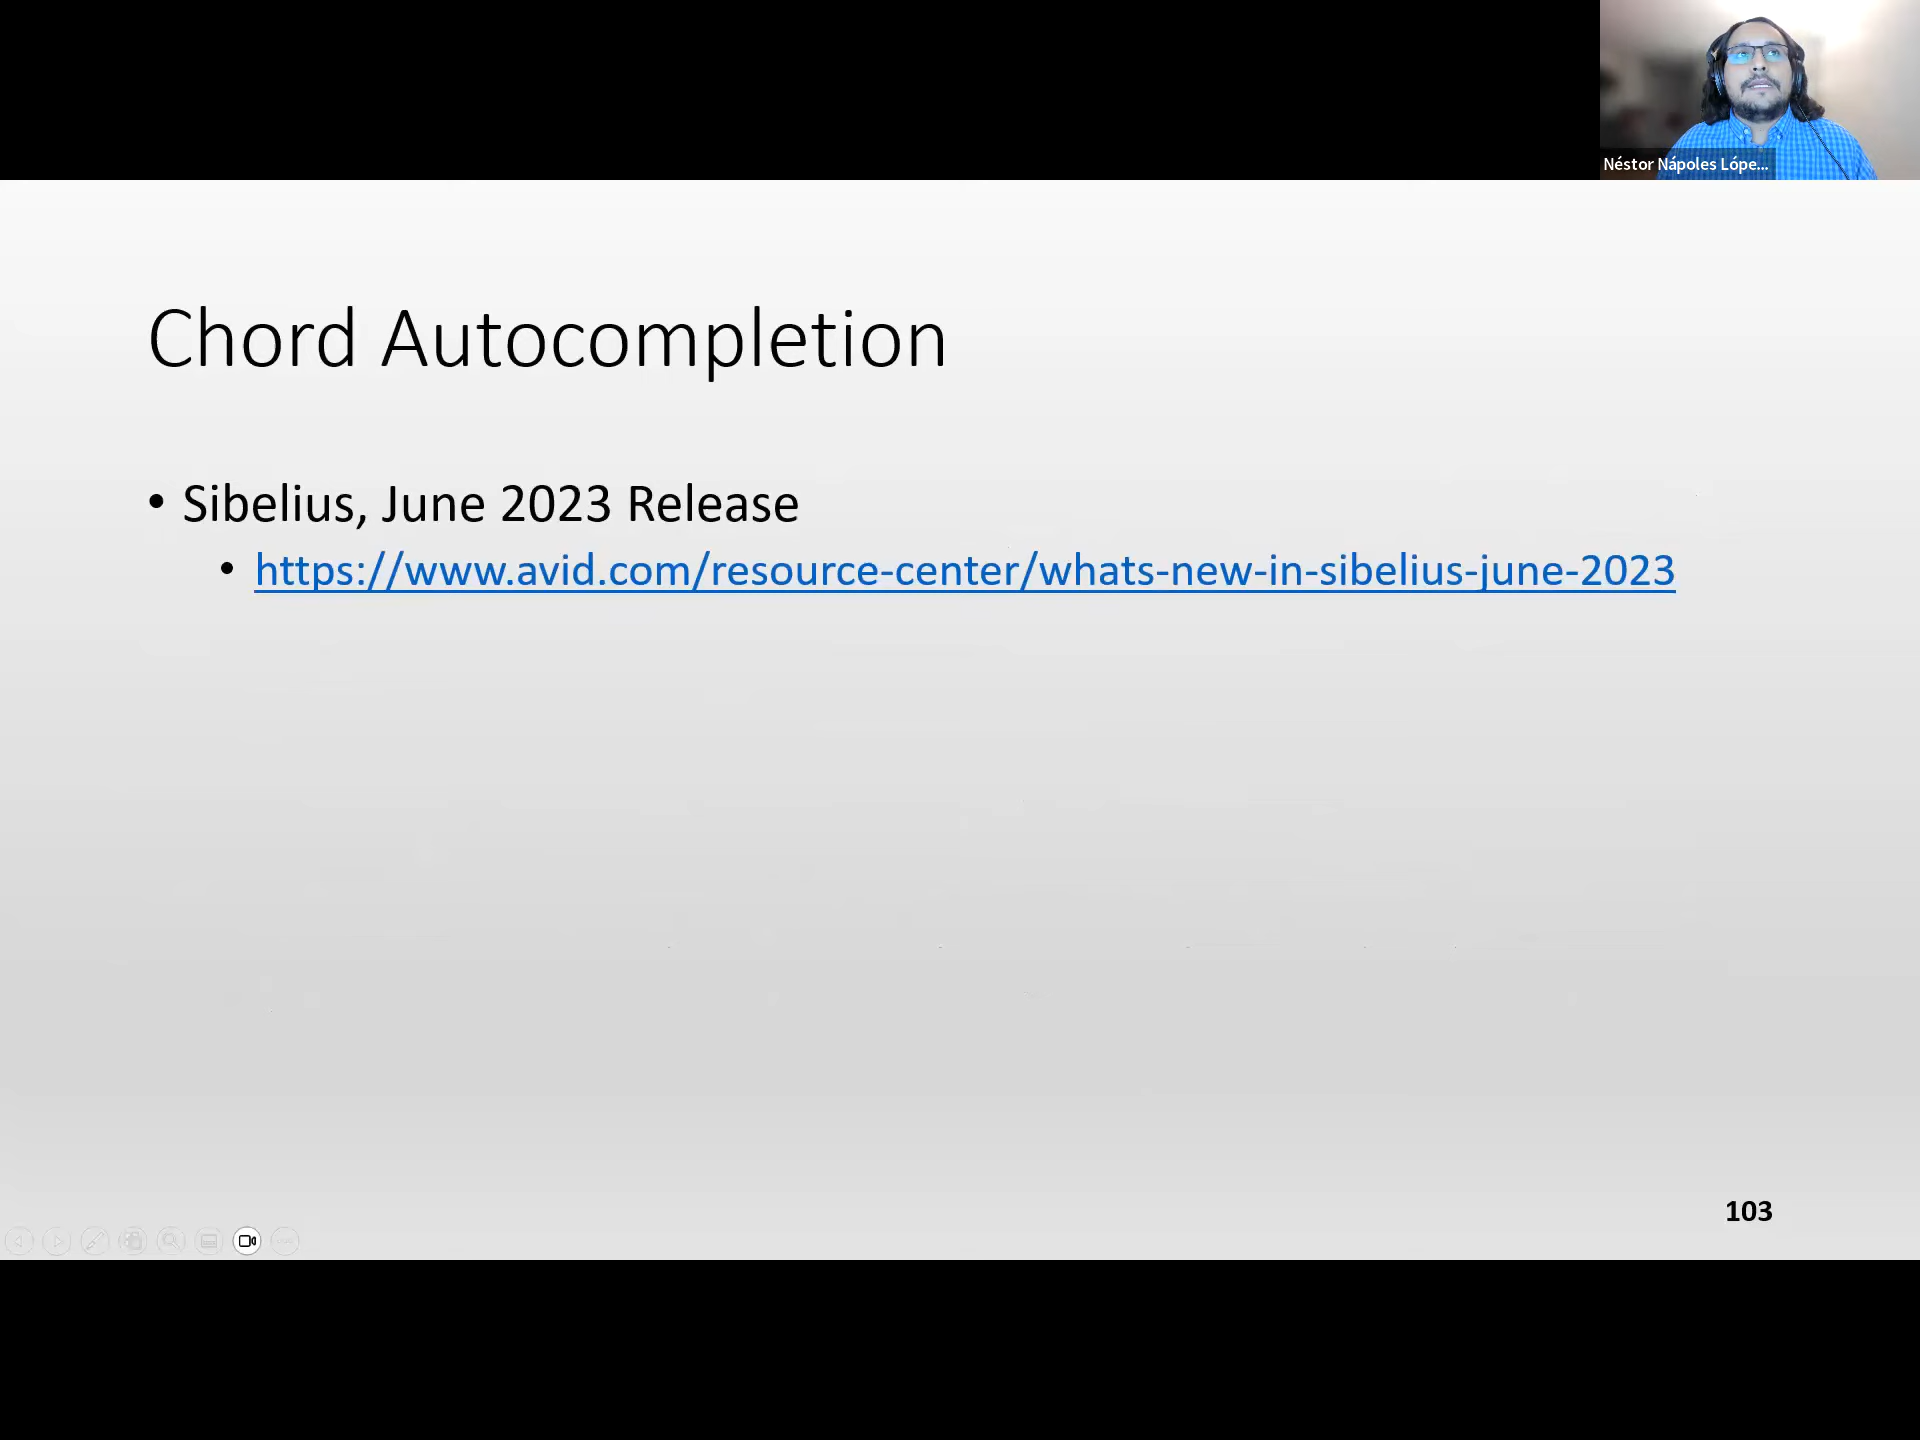 Néstor Nápoles Lópe...
Chord Autocompletion
• Sibelius, June 2023 Release
• https://www.avid.com/resource-center/whats-new-in-sibelius-june-2023
103